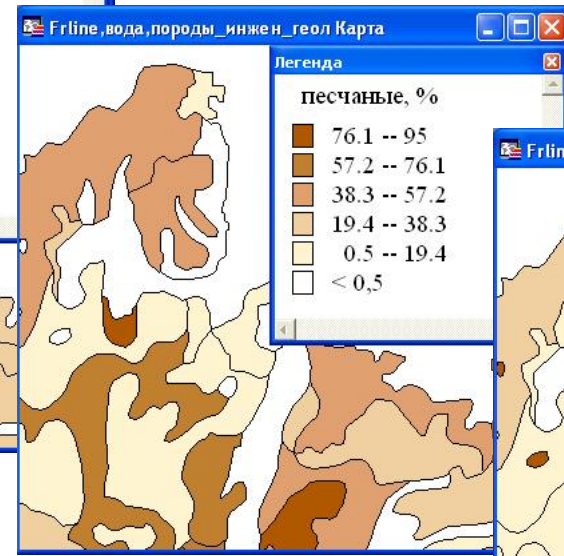 Frline,вода,породы_инжен_геол Карта
Легенда
песчаные, %
76.1 -- 95
57.2 -- 76.1
38.3 -- 57.2
19.4 -- 38.3
0.5 -- 19.4
< 0,5
Frlin